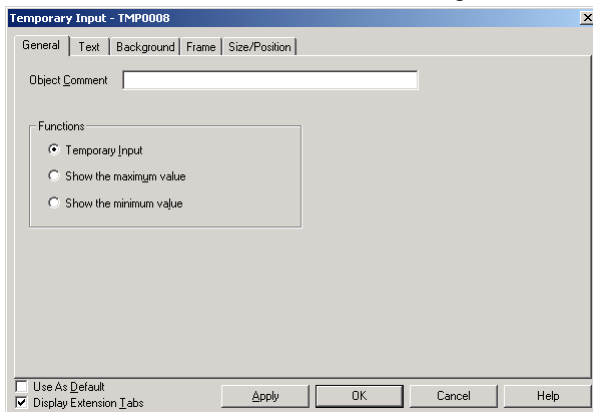 Temporary Input - TMP0008
General Text Background Frame Size/Position
Object Comment
Functions
Temporary Input
Show the maximum value
Show the minimum value
Use As Default
Display Extension Tabs
Apply OK Cancel Help